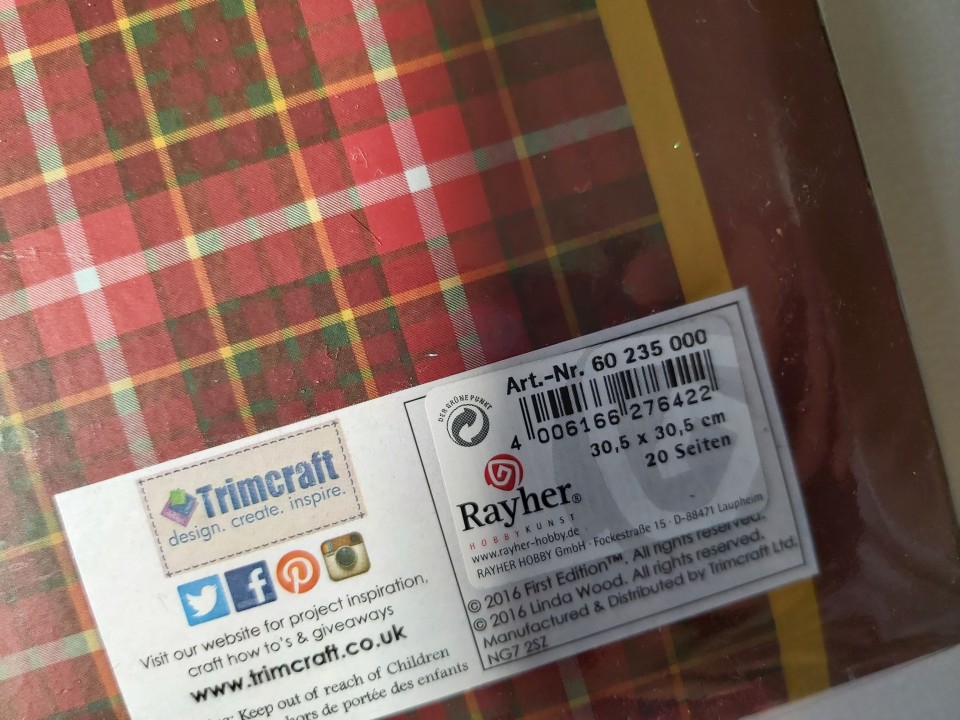 Trimcraft
design. create. inspire.
Visit our website for project inspiration,
craft how to's & giveaways
www.trimcraft.co.uk
Keep out of reach of Children
hors de portée des enfants
DER GRÜNE PUNKT
Art.-Nr. 60 235 000
4 006166 276422
30,5 x 30,5 cm
20 Seiten
Rayher®
HOBBYKUNST
www.rayher-hobby.de
RAYHER HOBBY GmbH · Fockestraße 15 · D-88471 Laupheim
© 2016 First Edition™. All rights reserved.
© 2016 Linda Wood. All rights reserved.
Manufactured & Distributed by Trimcraft Ltd.
NG7 2SZ